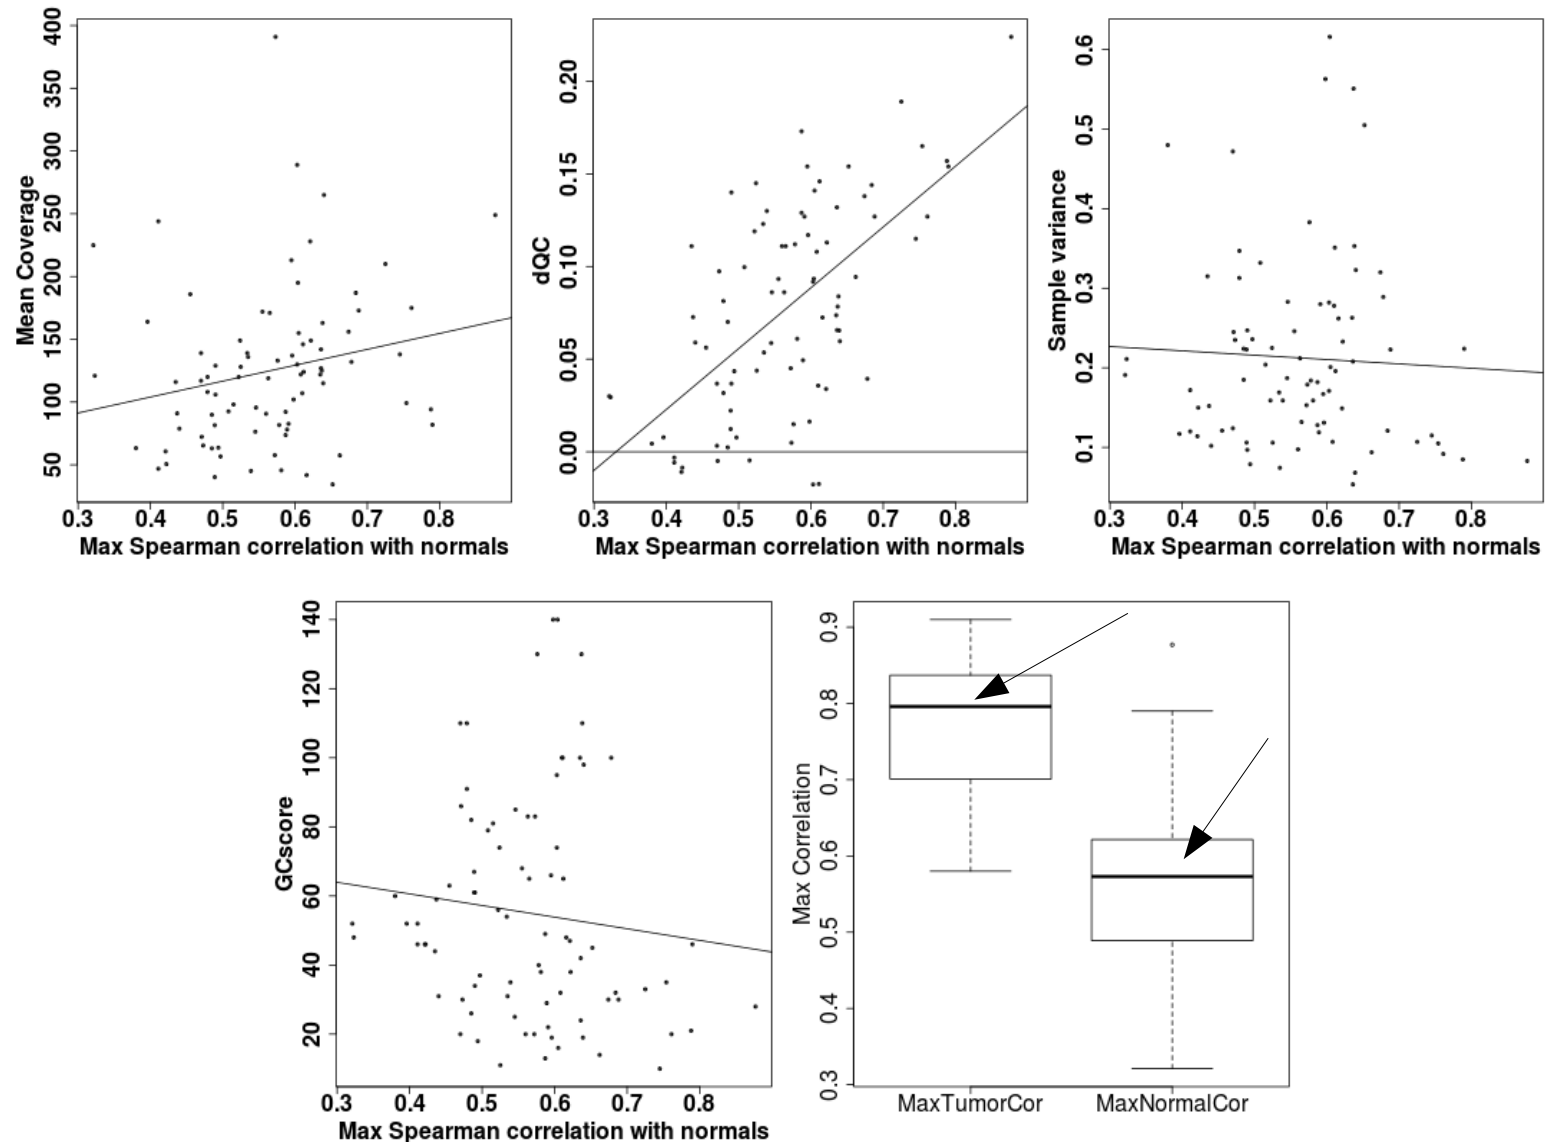 Mean Coverage
400
350
300
250
200
150
100
50
0.3 0.4 0.5 0.6 0.7 0.8
Max Spearman correlation with normals
dQC
0.20
0.15
0.10
0.05
0.00
0.3 0.4 0.5 0.6 0.7 0.8
Max Spearman correlation with normals
Sample variance
0.6
0.5
0.4
0.3
0.2
0.1
0.3 0.4 0.5 0.6 0.7 0.8
Max Spearman correlation with normals
GCscore
140
120
100
80
60
40
20
0.3 0.4 0.5 0.6 0.7 0.8
Max Spearman correlation with normals
Max Correlation
0.9
0.8
0.7
0.6
0.5
0.4
0.3
MaxTumorCor MaxNormalCor